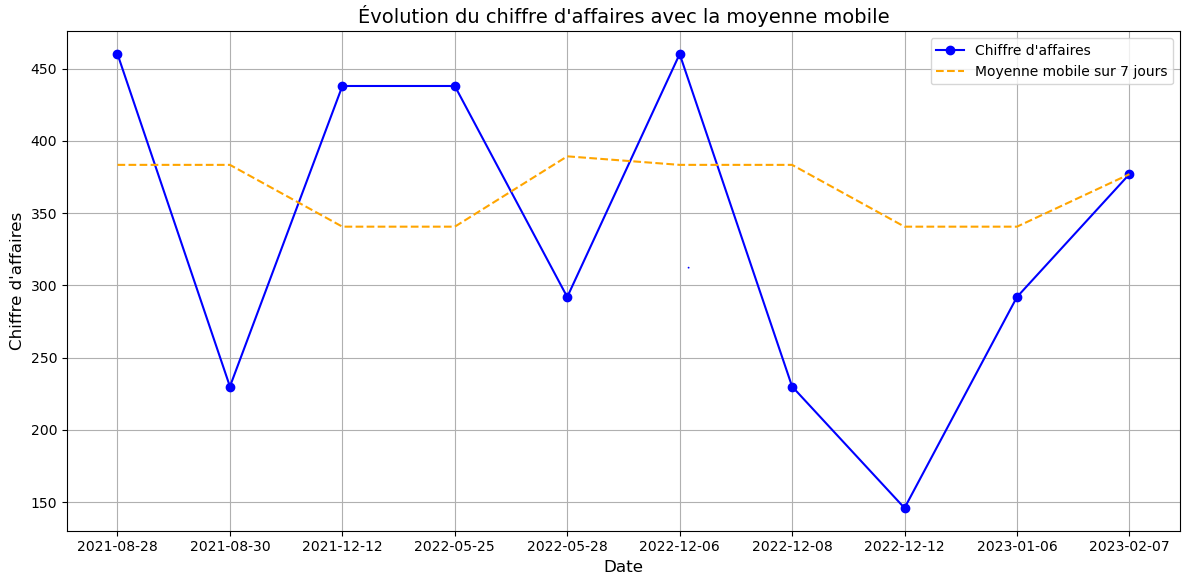 Évolution du chiffre d'affaires avec la moyenne mobile
Chiffre d'affaires
Moyenne mobile sur 7 jours
450
400
350
300
250
200
150
Chiffre d'affaires
2021-08-28 2021-08-30 2021-12-12 2022-05-25 2022-05-28 2022-12-06 2022-12-08 2022-12-12 2023-01-06 2023-02-07
Date